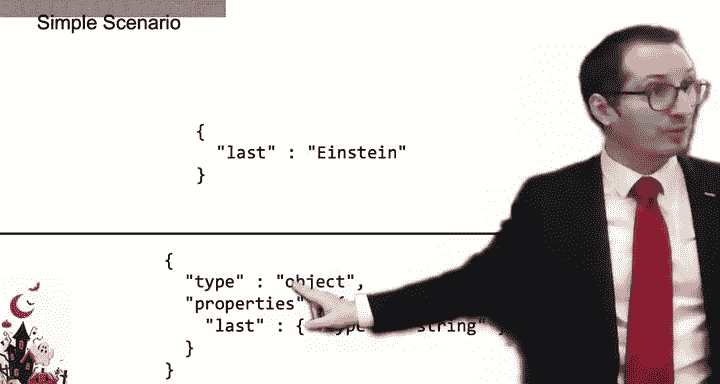 Simple Scenario
{
"last" : "Einstein"
}
{
"type" : "object",
"properties"
"last" : { string" }
}
}